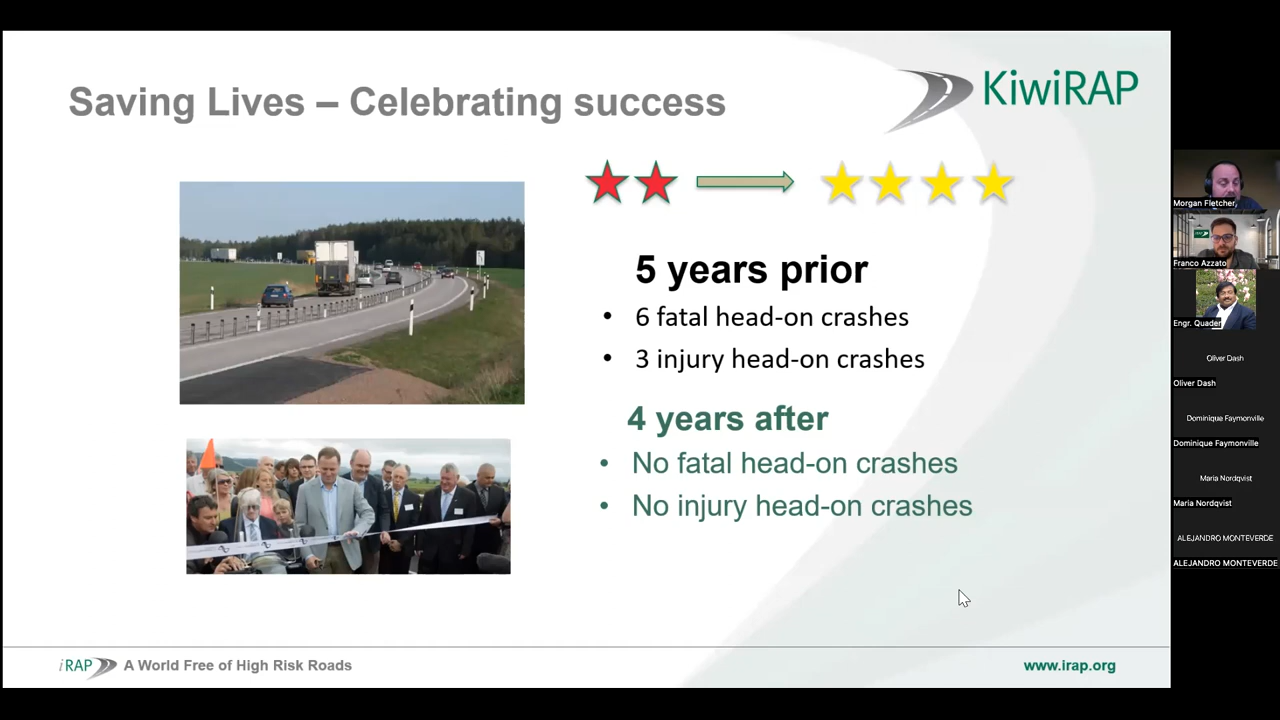 Saving Lives – Celebrating success
KiwiRAP
5 years prior
• 6 fatal head-on crashes
• 3 injury head-on crashes
4 years after
• No fatal head-on crashes
• No injury head-on crashes
iRAP A World Free of High Risk Roads
www.irap.org
Morgan Fletcher,
Franco Azzato
Engr. Quader
Oliver Dash
Oliver Dash
Dominique Faymonville
Dominique Faymonville
Maria Nordqvist
Maria Nordqvist
ALEJANDRO MONTEVERDE
ALEJANDRO MONTEVERDE